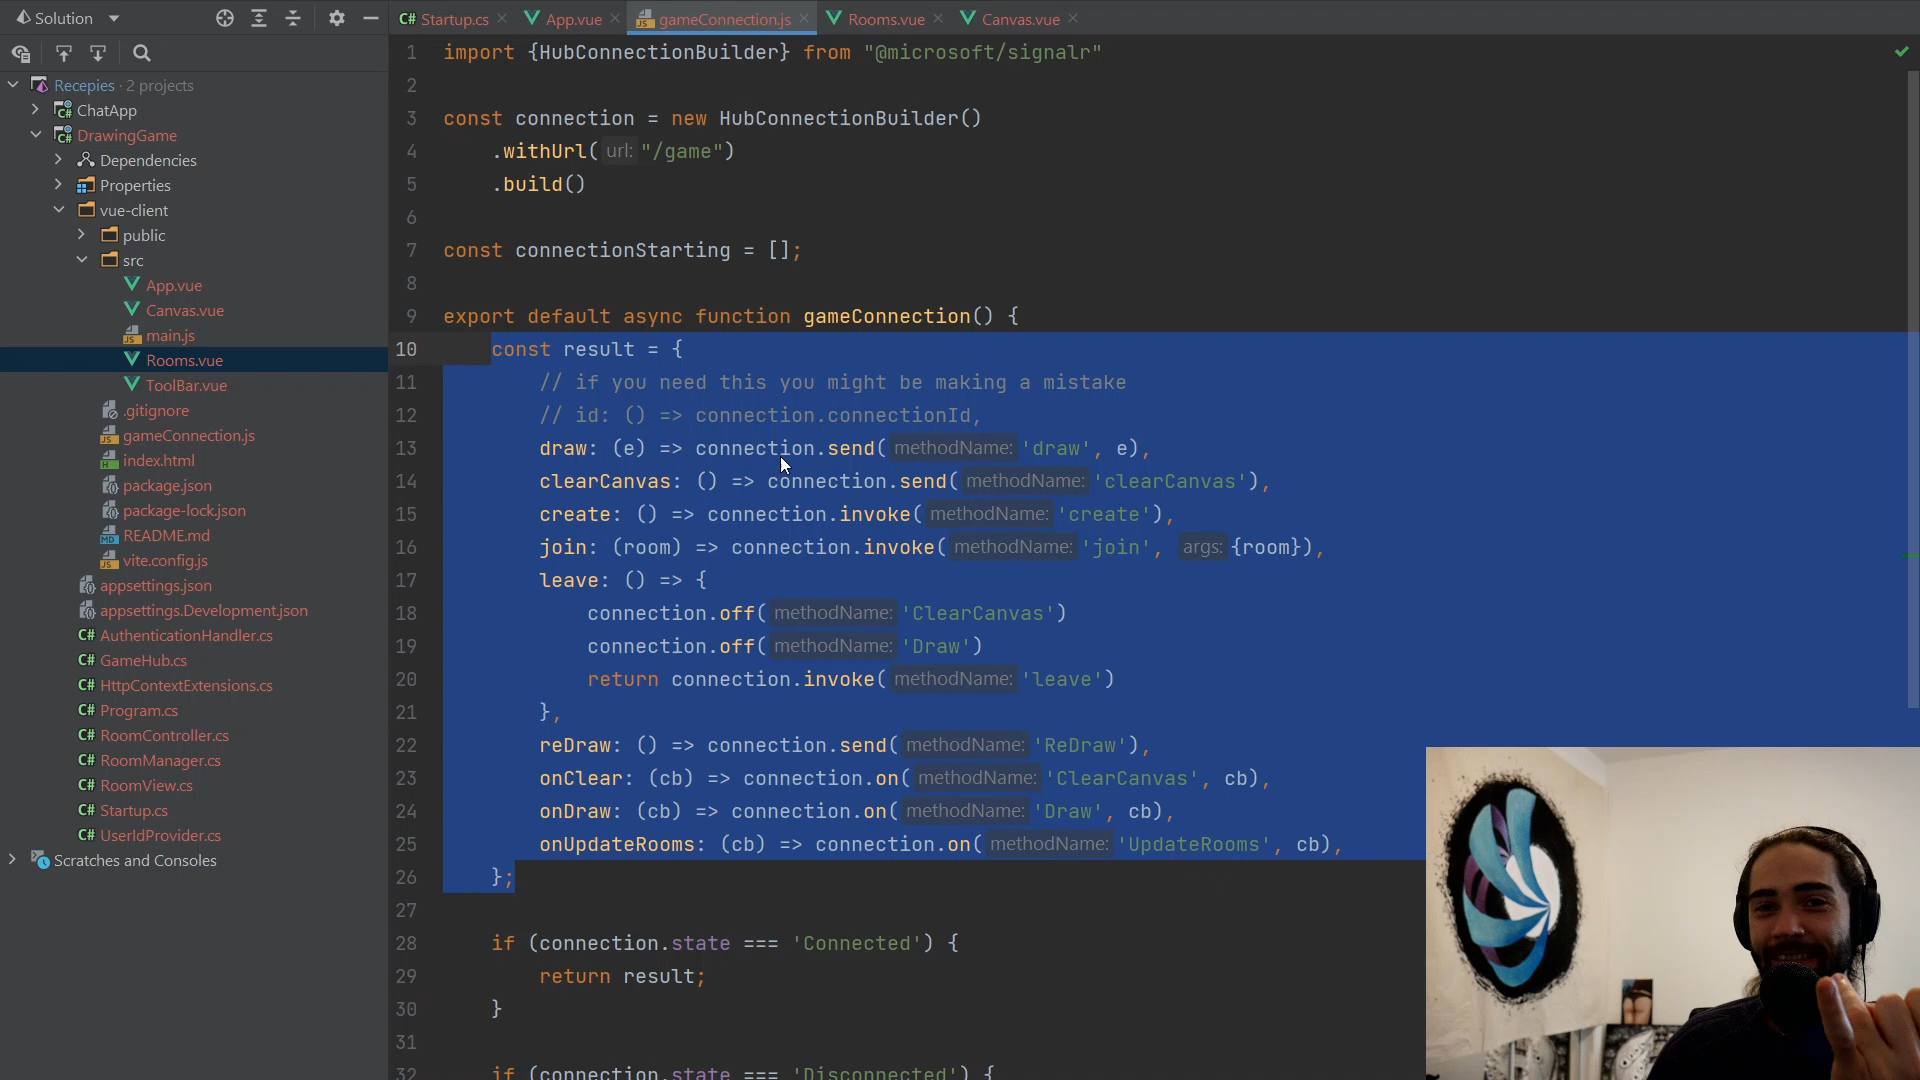 Solution
Recepies · 2 projects
ChatApp
DrawingGame
Dependencies
Properties
vue-client
public
src
App.vue
Canvas.vue
main.js
Rooms.vue
ToolBar.vue
.gitignore
gameConnection.js
index.html
package.json
package-lock.json
README.md
vite.config.js
appsettings.json
appsettings.Development.json
C# AuthenticationHandler.cs
C# GameHub.cs
C# HttpContextExtensions.cs
C# Program.cs
C# RoomController.cs
C# RoomManager.cs
C# RoomView.cs
C# Startup.cs
C# UserIdProvider.cs
Scratches and Consoles
C# Startup.cs App.vue gameConnection.js Rooms.vue Canvas.vue
1 import {HubConnectionBuilder} from "@microsoft/signalr"
2
3 const connection = new HubConnectionBuilder()
4 .withUrl( url: "/game")
5 .build()
6
7 const connectionStarting = [];
8
9 export default async function gameConnection() {
10 const result = {
11 // if you need this you might be making a mistake
12 // id: () => connection.connectionId,
13 draw: (e) => connection.send( methodName: 'draw', e),
14 clearCanvas: () => connection.send( methodName: 'clearCanvas'),
15 create: () => connection.invoke( methodName: 'create'),
16 join: (room) => connection.invoke( methodName: 'join', args: {room}),
17 leave: () => {
18 connection.off( methodName: 'ClearCanvas')
19 connection.off( methodName: 'Draw')
20 return connection.invoke( methodName: 'leave')
21 },
22 reDraw: () => connection.send( methodName: 'ReDraw'),
23 onClear: (cb) => connection.on( methodName: 'ClearCanvas', cb),
24 onDraw: (cb) => connection.on( methodName: 'Draw', cb),
25 onUpdateRooms: (cb) => connection.on( methodName: 'UpdateRooms', cb),
26 };
27
28 if (connection.state === 'Connected') {
29 return result;
30 }
31
32 if (connection.state === 'Disconnected') {